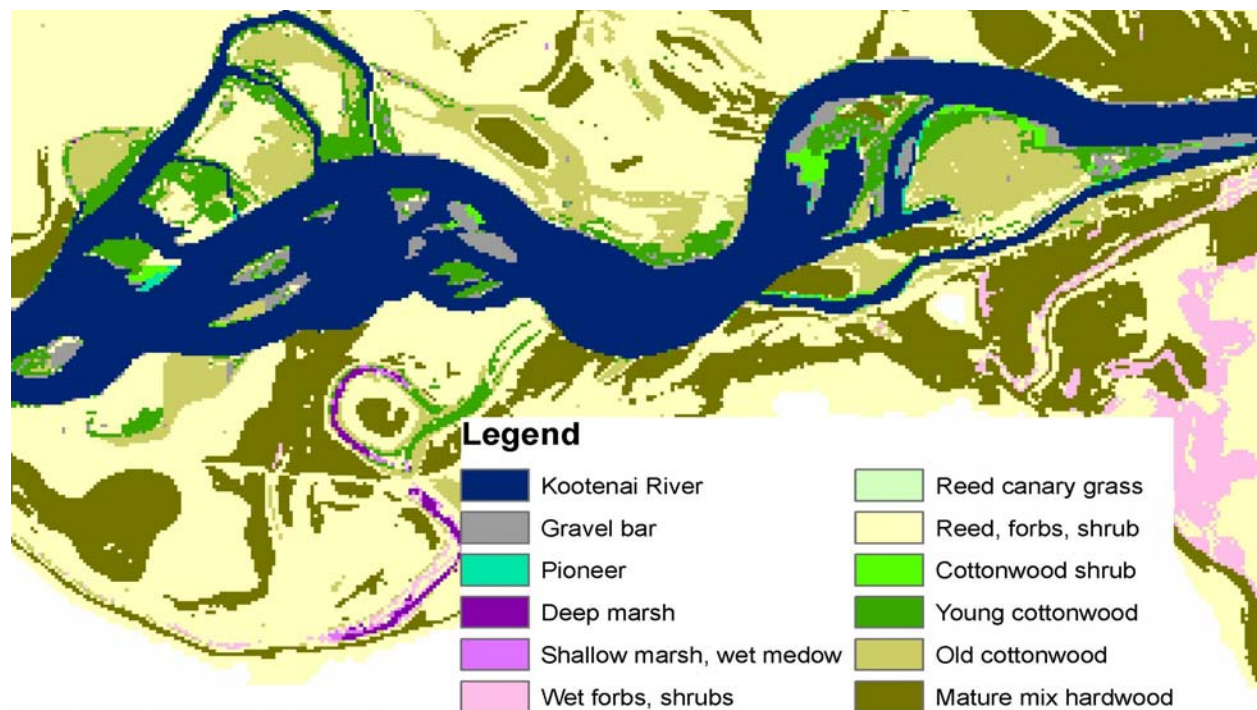 Legend
Kootenai River
Gravel bar
Pioneer
Deep marsh
Shallow marsh, wet medow
Wet forbs, shrubs
Reed canary grass
Reed, forbs, shrub
Cottonwood shrub
Young cottonwood
Old cottonwood
Mature mix hardwood